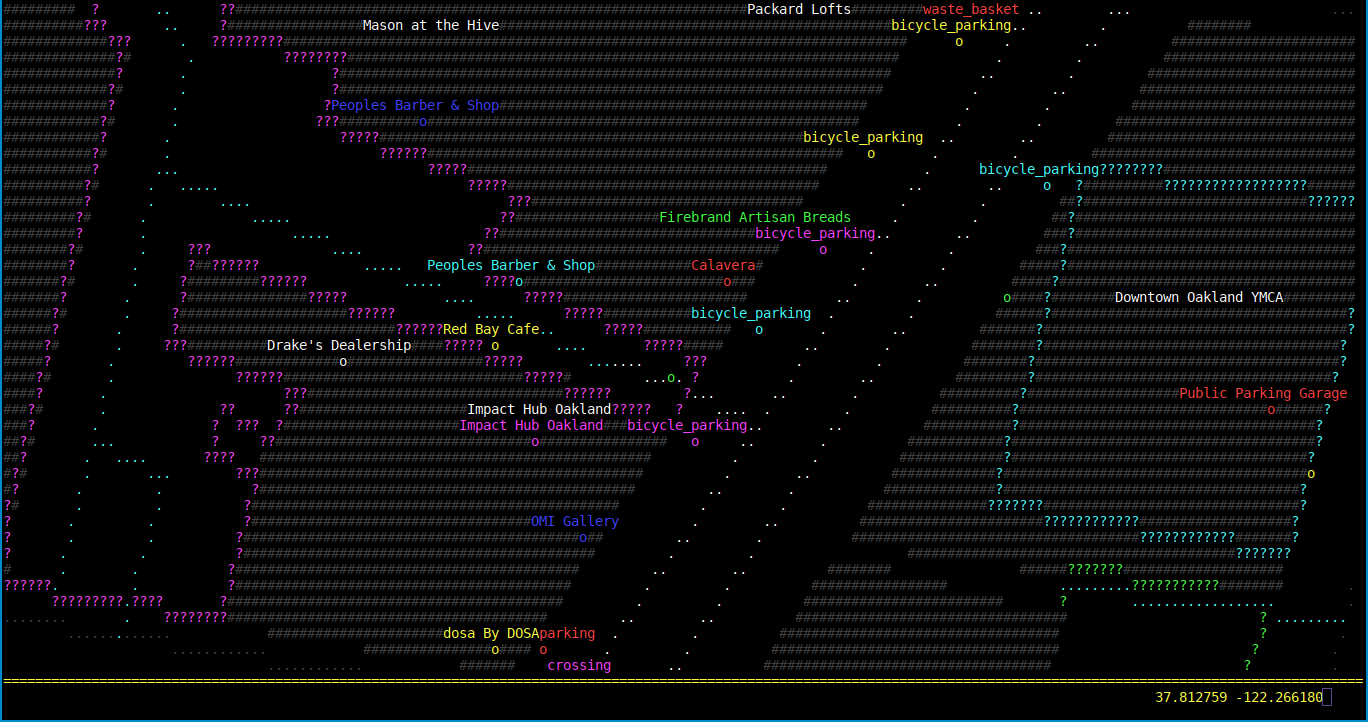 Packard Lofts waste_basket
Mason at the Hive bicycle_parking
Peoples Barber & Shop
bicycle_parking
bicycle_parking
Firebrand Artisan Breads
bicycle_parking
Peoples Barber & Shop Calavera
Downtown Oakland YMCA
bicycle_parking
Red Bay Cafe
Drake's Dealership
Public Parking Garage
Impact Hub Oakland
Impact Hub Oakland bicycle_parking
OMI Gallery
dosa By DOSA parking
crossing
37.812759 -122.266180